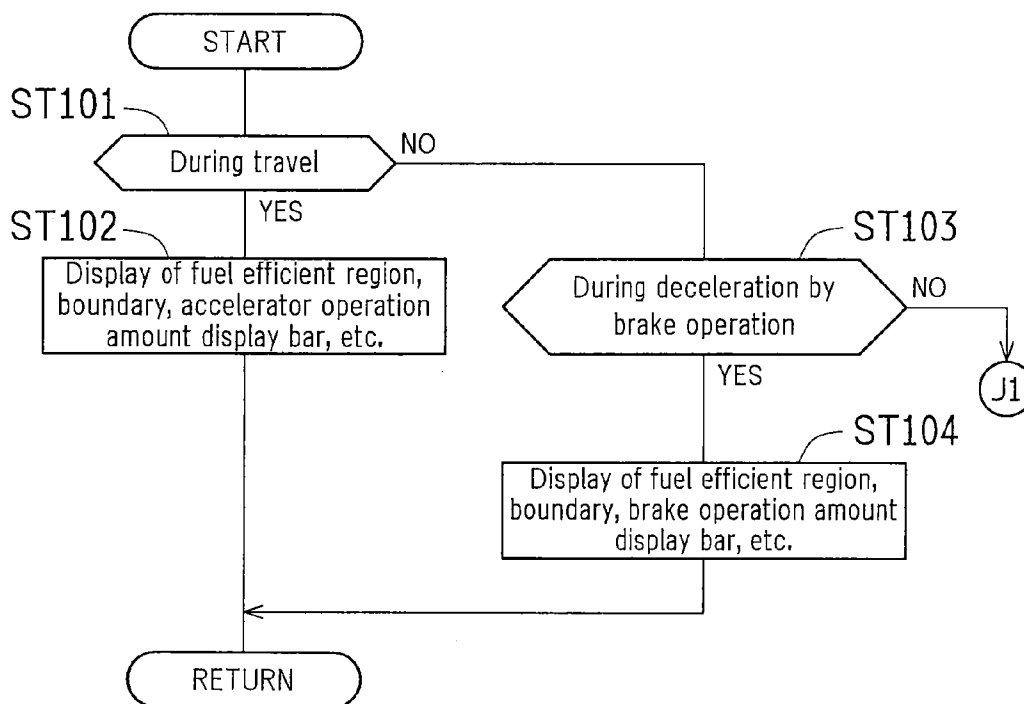 START
ST101
During travel
NO
YES
ST102
Display of fuel efficient region,
boundary, accelerator operation
amount display bar, etc.
ST103
During deceleration by
brake operation
NO
YES
J1
ST104
Display of fuel efficient region,
boundary, brake operation amount
display bar, etc.
RETURN